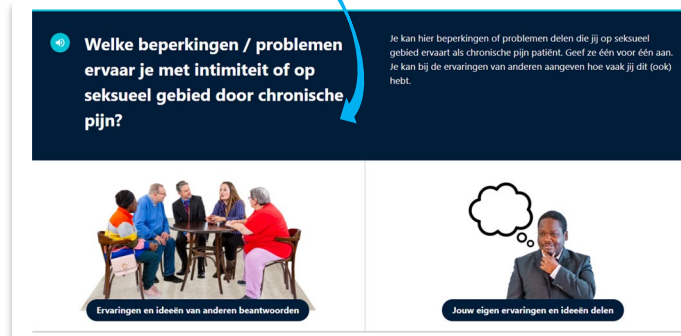 Welke beperkingen / problemen
ervaar je met intimiteit of op
seksueel gebied door chronische
pijn?
Je kan hier beperkingen of problemen delen die jij op seksueel
gebied ervaart als chronische pijn patiënt. Geef ze één voor één aan.
Je kan bij de ervaringen van anderen aangeven hoe vaak jij dit (ook)
hebt.
Ervaringen en ideeën van anderen beantwoorden
Jouw eigen ervaringen en ideeën delen